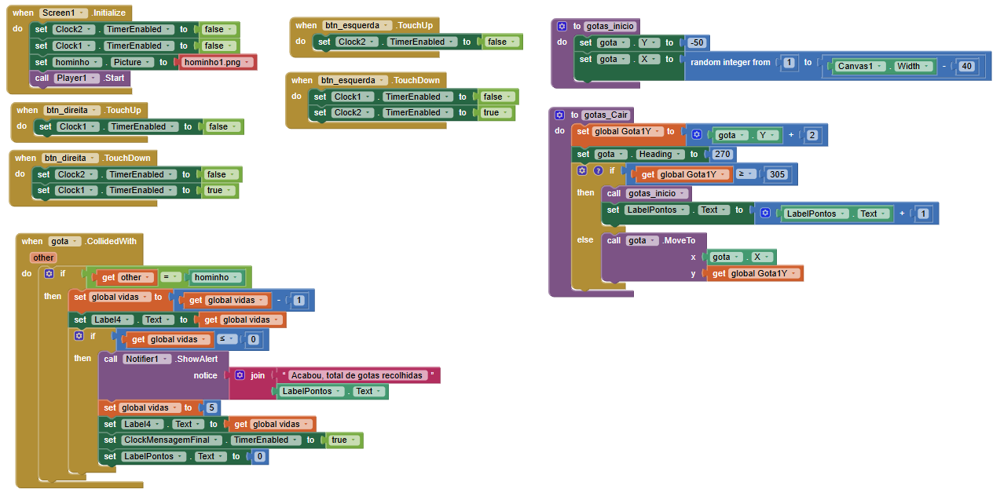 when Screen1 .Initialize
do set Clock2 . TimerEnabled to false
set Clock1 . TimerEnabled to false
set hominho . Picture to hominho1.png
call Player1 .Start
when btn_direita .TouchUp
do set Clock1 . TimerEnabled to false
when btn_direita .TouchDown
do set Clock2 . TimerEnabled to false
set Clock1 . TimerEnabled to true
when btn_esquerda .TouchUp
do set Clock2 . TimerEnabled to false
when btn_esquerda .TouchDown
do set Clock1 . TimerEnabled to false
set Clock2 . TimerEnabled to true
when gota .CollidedWith
other
do if get other = hominho
then set global vidas to get global vidas - 1
set Label4 . Text to get global vidas
if get global vidas ≤ 0
then call Notifier1 .ShowAlert
notice join " Acabou, total de gotas recolhidas "
LabelPontos . Text
set global vidas to 5
set Label4 . Text to get global vidas
set ClockMensagemFinal . TimerEnabled to true
set LabelPontos . Text to 0
to gotas_inicio
do set gota . Y to -50
set gota . X to random integer from 1 to Canvas1 . Width - 40
to gotas_Cair
do set global Gota1Y to gota . Y + 2
set gota . Heading to 270
? if get global Gota1Y ≥ 305
then call gotas_inicio
set LabelPontos . Text to LabelPontos . Text + 1
else call gota .MoveTo
x gota . X
y get global Gota1Y